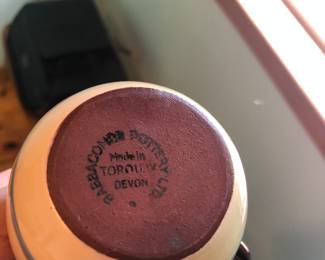 BABBACOMBE POTTERY LTD.
Made in
TORQUAY
DEVON